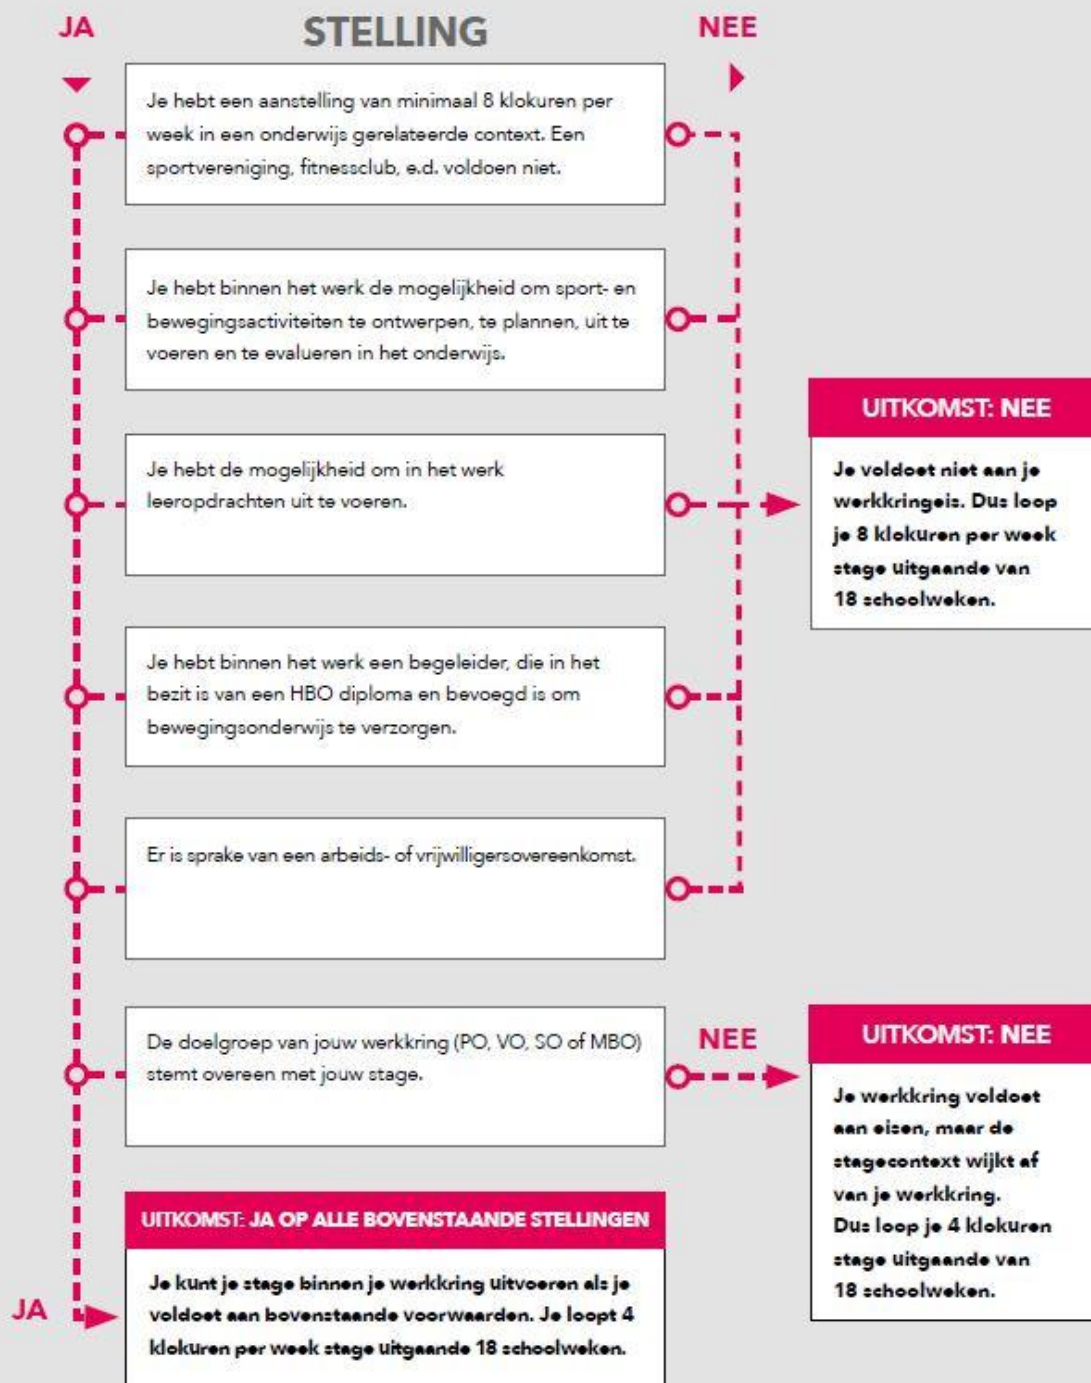 JA
STELLING
NEE
Je hebt een aanstelling van minimaal 8 klokuren per
week in een onderwijs gerelateerde context. Een
sportvereniging, fitnessclub, e.d. voldoen niet.
Je hebt binnen het werk de mogelijkheid om sport- en
bewegingsactiviteiten te ontwerpen, te plannen, uit te
voeren en te evalueren in het onderwijs.
Je hebt de mogelijkheid om in het werk
leeropdrachten uit te voeren.
UITKOMST: NEE
Je voldoet niet aan je
werkkringeis. Dus loop
je 8 klokuren per week
stage uitgaande van
18 schoolweken.
Je hebt binnen het werk een begeleider, die in het
bezit is van een HBO diploma en bevoegd is om
bewegingsonderwijs te verzorgen.
Er is sprake van een arbeids- of vrijwilligersovereenkomst.
De doelgroep van jouw werkkring (PO, VO, SO of MBO)
stemt overeen met jouw stage.
NEE
UITKOMST: NEE
Je werkkring voldoet
aan eisen, maar de
stagecontext wijkt af
van je werkkring.
Dus loop je 4 klokuren
stage uitgaande van
18 schoolweken.
UITKOMST: JA OP ALLE BOVENSTAANDE STELLINGEN
JA
Je kunt je stage binnen je werkkring uitvoeren als je
voldoet aan bovenstaande voorwaarden. Je loopt 4
klokuren per week stage uitgaande 18 schoolweken.